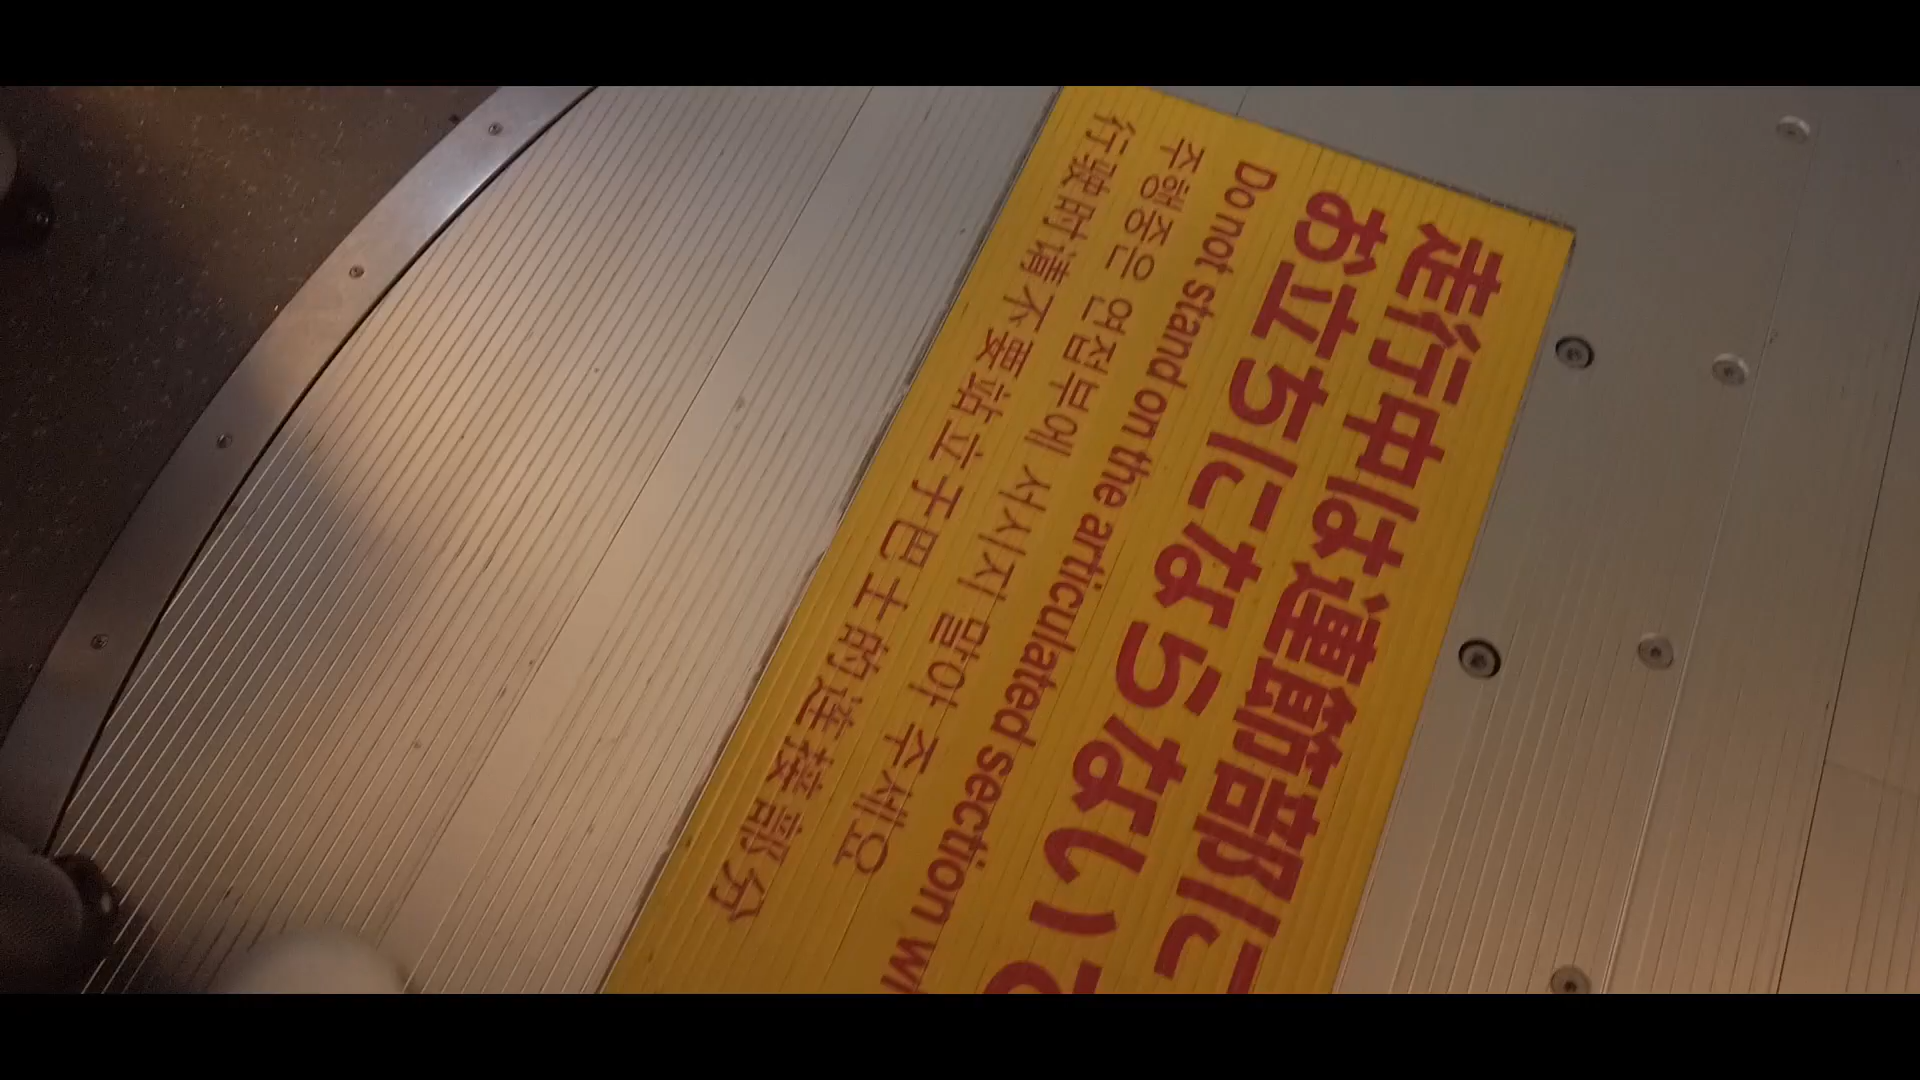 走行中は連節部に
お立ちにならないで
Do not stand on the articulated section
주행중은 연접부에 서시지 말아 주세요
行驶时请不要站立于巴士的连接部分